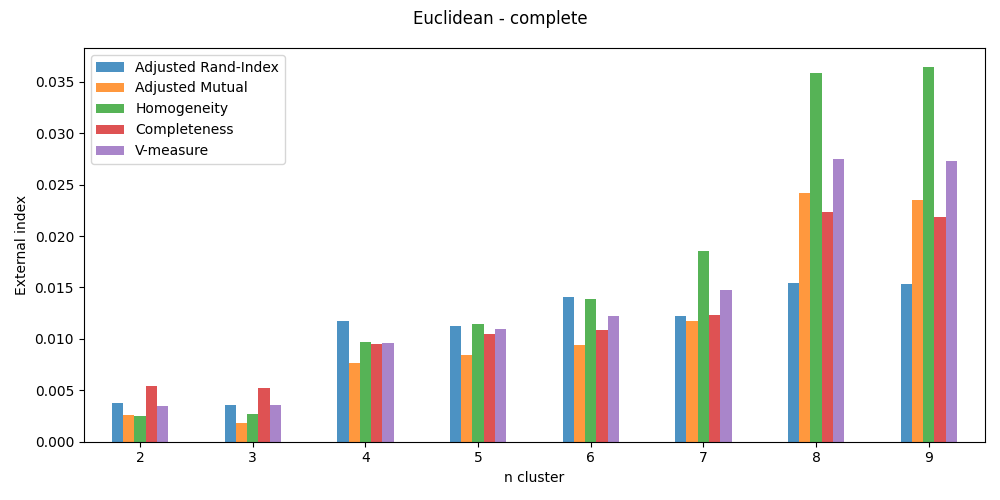 Euclidean - complete
Adjusted Rand-Index
Adjusted Mutual
Homogeneity
Completeness
V-measure
External index
0.035
0.030
0.025
0.020
0.015
0.010
0.005
0.000
2 3 4 5 6 7 8 9
n cluster